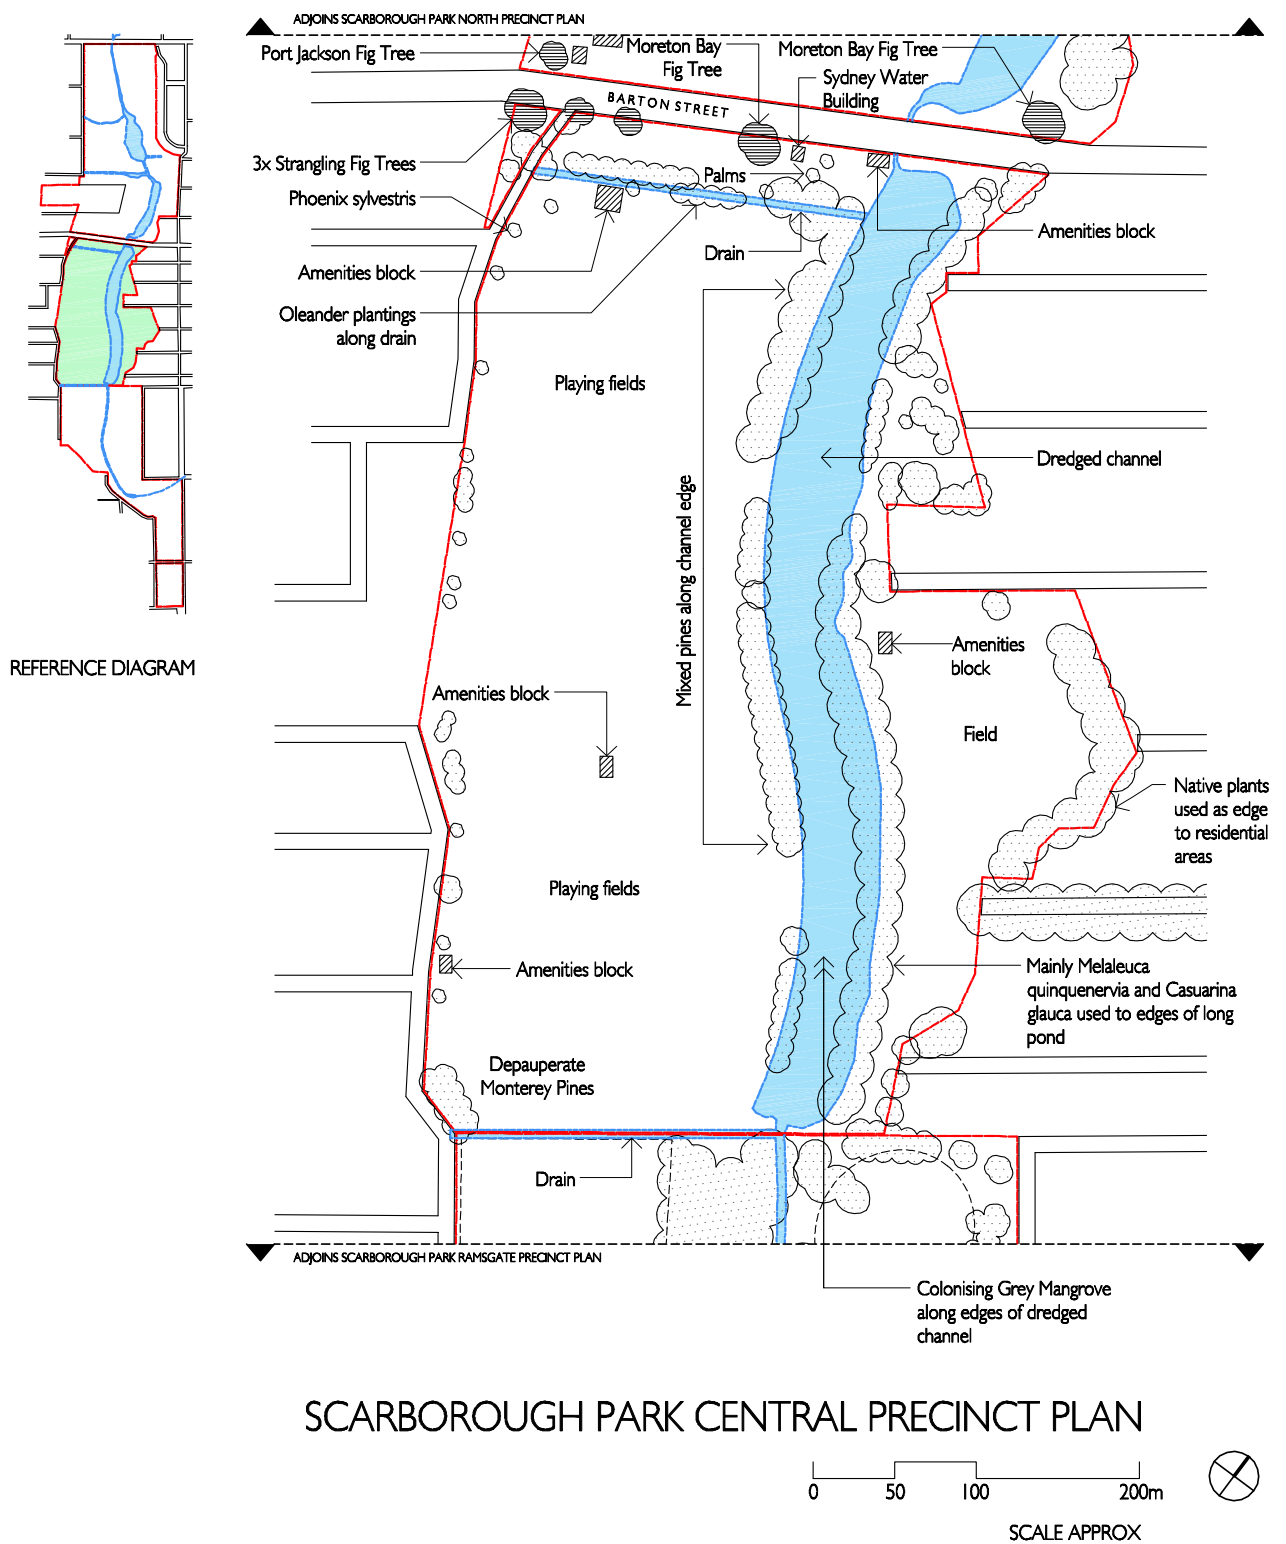 ADJOINS SCARBOROUGH PARK NORTH PRECINCT PLAN
Port Jackson Fig Tree
Moreton Bay
Fig Tree
Moreton Bay Fig Tree
Sydney Water
Building
BARTON STREET
3x Strangling Fig Trees
Phoenix sylvestris
Palms
Amenities block
Drain
Amenities block
Oleander plantings
along drain
Playing fields
Dredged channel
Mixed pines along channel edge
Amenities
block
REFERENCE DIAGRAM
Amenities block
Field
Native plants
used as edge
to residential
areas
Playing fields
Amenities block
Mainly Melaleuca
quinquenervia and Casuarina
glauca used to edges of long
pond
Depauperate
Monterey Pines
Drain
ADJOINS SCARBOROUGH PARK RAMSGATE PRECINCT PLAN
Colonising Grey Mangrove
along edges of dredged
channel
SCARBOROUGH PARK CENTRAL PRECINCT PLAN
0 50 100 200m
SCALE APPROX